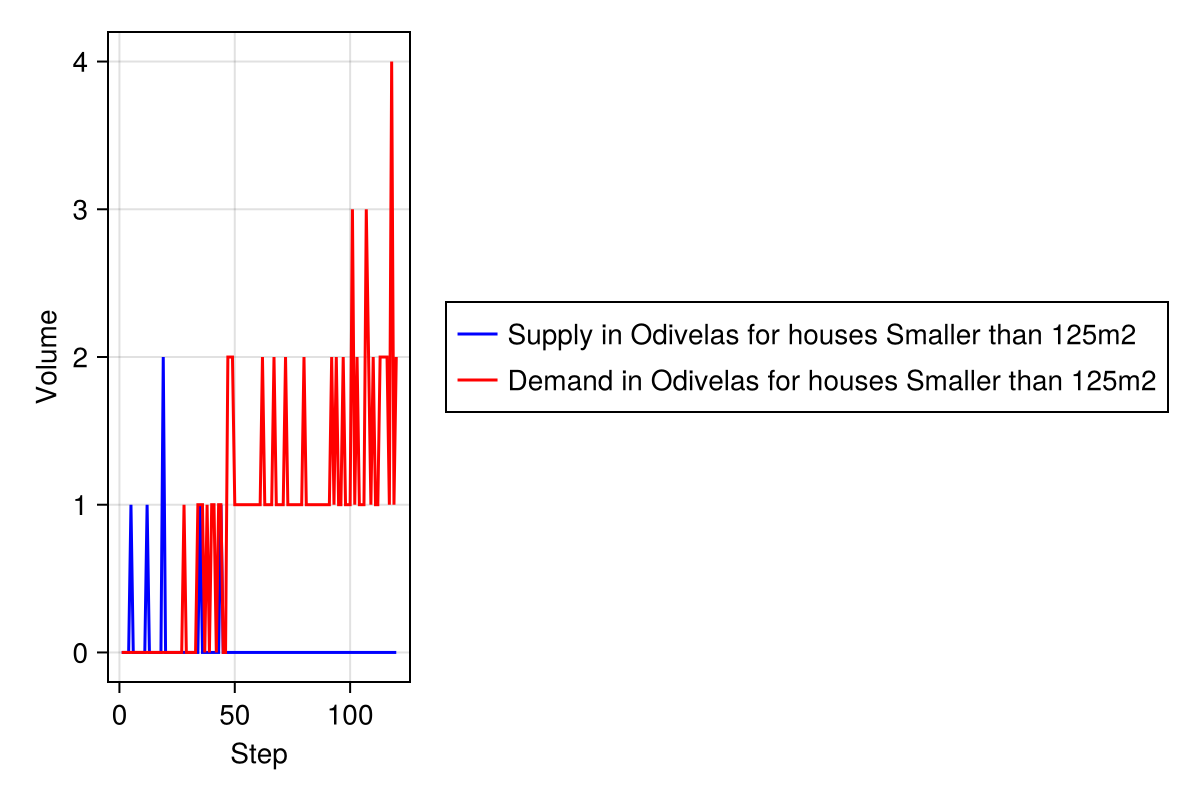 4
3
2
1
0
Volume
0 50 100
Step
Supply in Odivelas for houses Smaller than 125m2
Demand in Odivelas for houses Smaller than 125m2